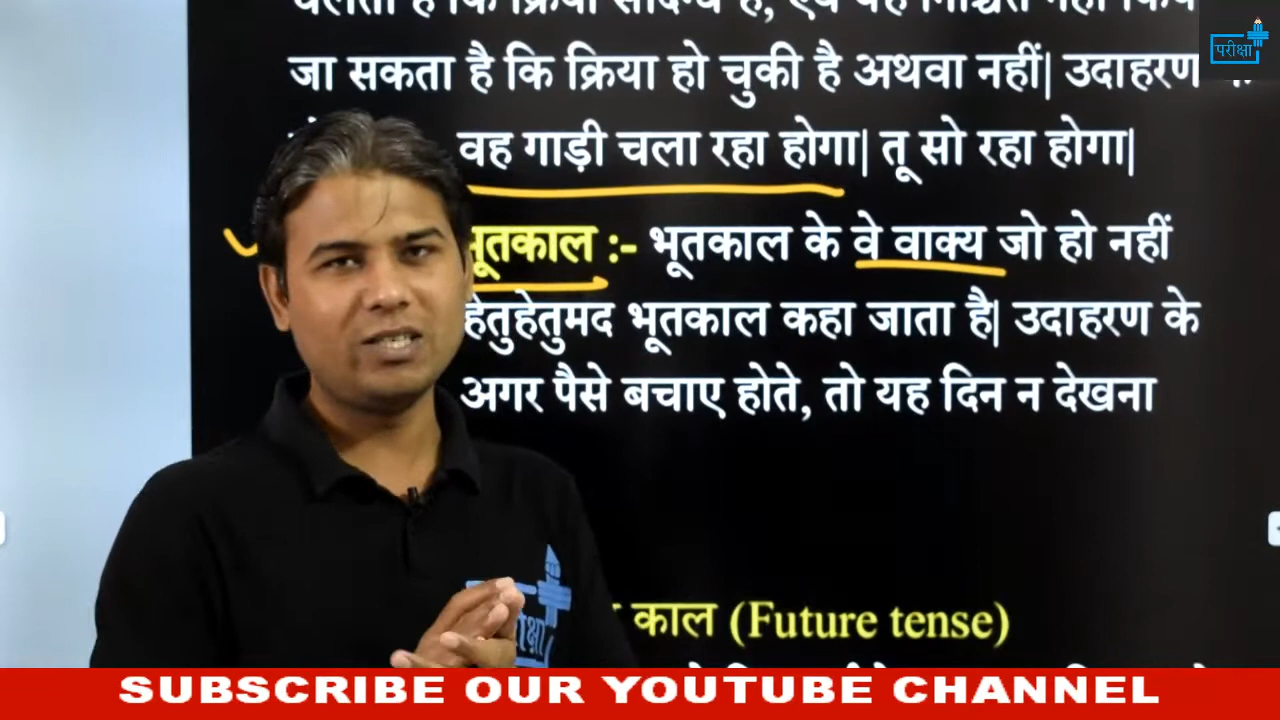 जा सकता है कि क्रिया हो चुकी है अथवा नहीं| उदाहरण
परीक्षा
वह गाड़ी चला रहा होगा| तू सो रहा होगा|
भूतकाल :- भूतकाल के वे वाक्य जो हो नहीं
हेतुहेतुमद भूतकाल कहा जाता है| उदाहरण के
अगर पैसे बचाए होते, तो यह दिन न देखना
काल (Future tense)
SUBSCRIBE OUR YOUTUBE CHANNEL